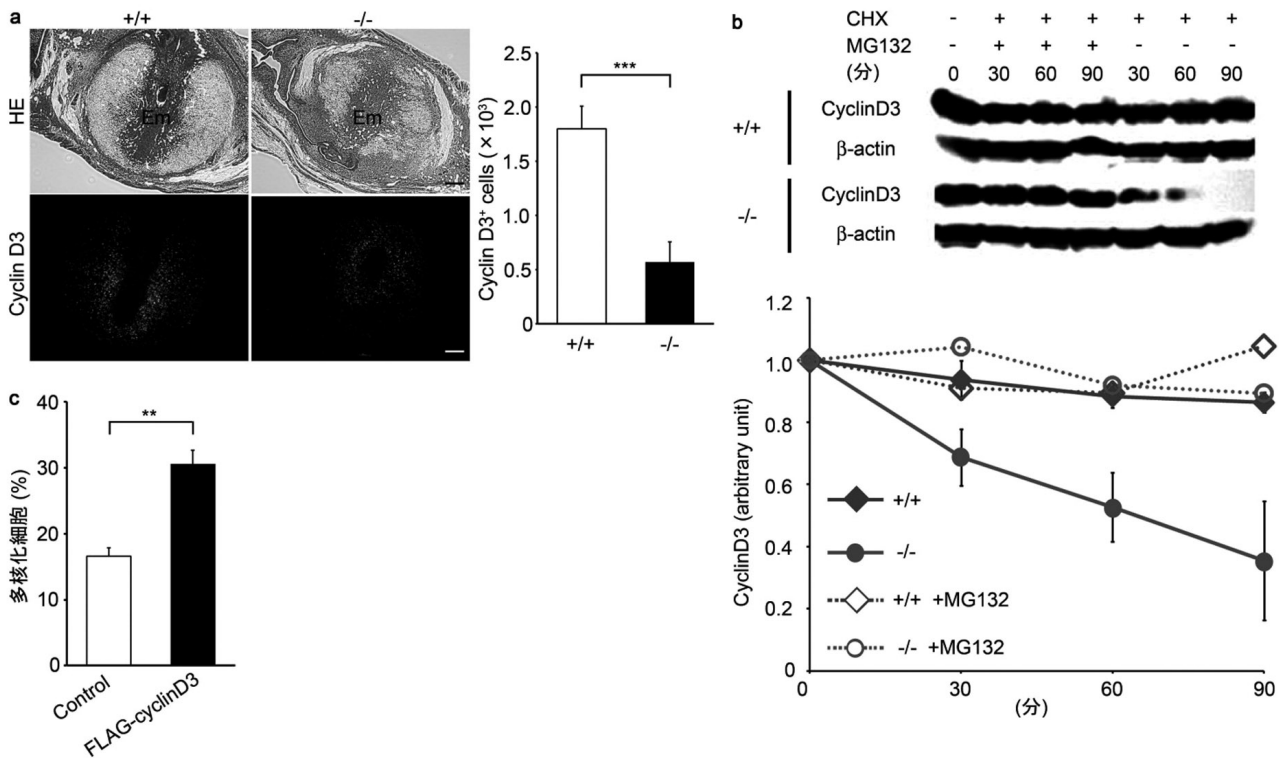 a
+/+
-/-
HE
Em
Em
Cyclin D3
Cyclin D3⁺ cells (×10³)
2.5
2.0
1.5
1.0
0.5
0
***
+/+
-/-
b
CHX - + + + + + +
MG132 - + + + - - -
(分) 0 30 60 90 30 60 90
+/+
CyclinD3
β-actin
-/-
CyclinD3
β-actin
CyclinD3 (arbitrary unit)
1.2
1.0
0.8
0.6
0.4
0.2
0
+/+
-/-
+/+ +MG132
-/- +MG132
0 30 60 90
(分)
c
多核化細胞 (%)
40
30
20
10
0
**
Control
FLAG-cyclinD3